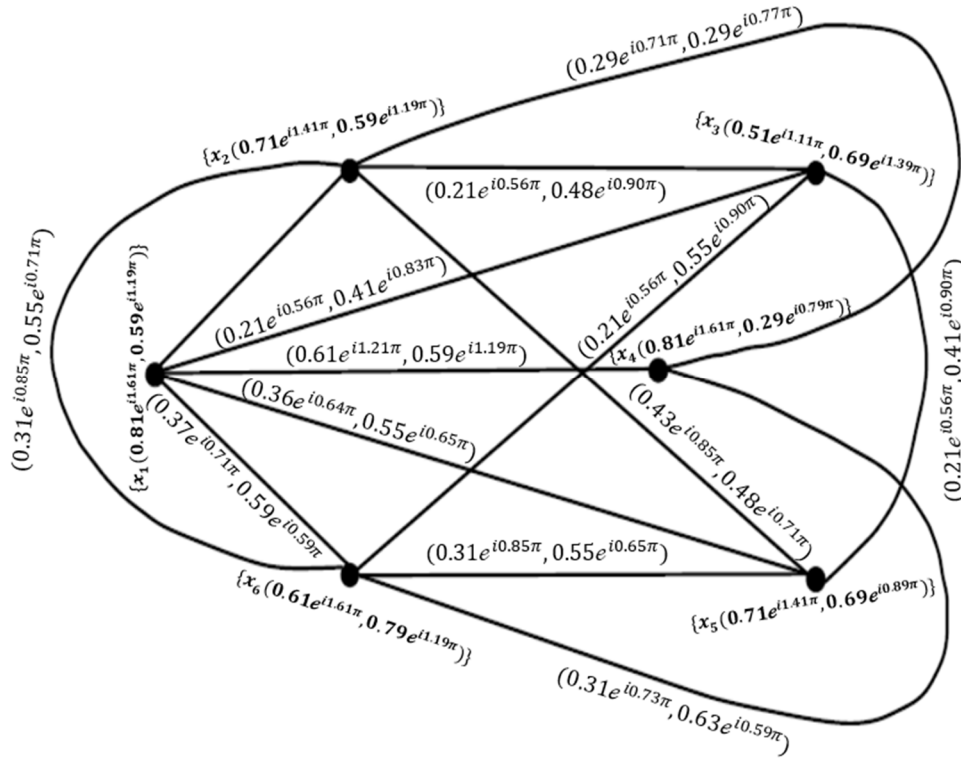 (0.29e^{i0.71π},0.29e^{i0.77π})
{x₂(0.71e^{i1.41π},0.59e^{i1.19π})}
{x₃(0.51e^{i1.11π},0.69e^{i1.39π})}
(0.21e^{i0.56π},0.48e^{i0.90π})
(0.31e^{i0.85π},0.55e^{i0.71π})
{x₁(0.81e^{i1.61π},0.59e^{i1.19π})}
(0.21e^{i0.56π},0.41e^{i0.83π})
(0.21e^{i0.56π},0.55e^{i0.90π})
(0.21e^{i0.56π},0.41e^{i0.90π})
(0.61e^{i1.21π},0.59e^{i1.19π})
{x₄(0.81e^{i1.61π},0.29e^{i0.79π})}
(0.36e^{i0.64π},0.55e^{i0.65π})
(0.43e^{i0.85π},0.48e^{i0.71π})
(0.37e^{i0.71π},0.59e^{i0.59π}
(0.31e^{i0.85π},0.55e^{i0.65π})
{x₆(0.61e^{i1.61π},0.79e^{i1.19π})}
{x₅(0.71e^{i1.41π},0.69e^{i0.89π})}
(0.31e^{i0.73π},0.63e^{i0.59π})